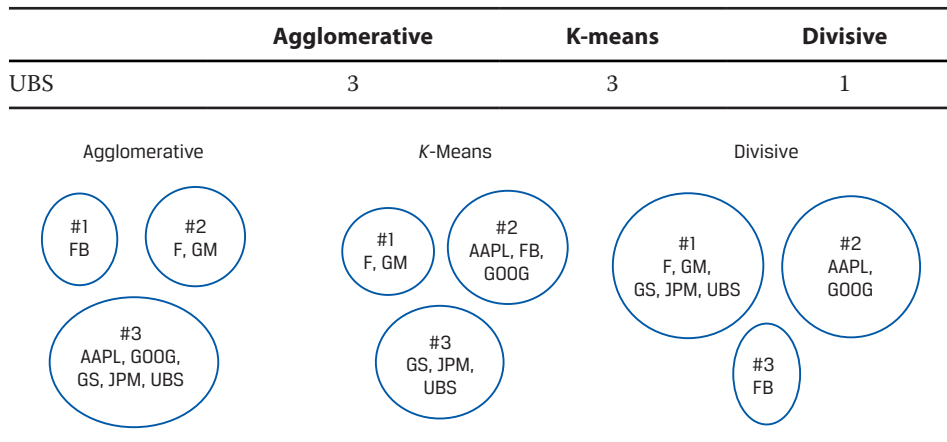 Agglomerative K-means Divisive
UBS 3 3 1
Agglomerative
#1
FB
#2
F, GM
#3
AAPL, GOOG,
GS, JPM, UBS
K-Means
#1
F, GM
#2
AAPL, FB,
GOOG
#3
GS, JPM,
UBS
Divisive
#1
F, GM,
GS, JPM, UBS
#2
AAPL,
GOOG
#3
FB